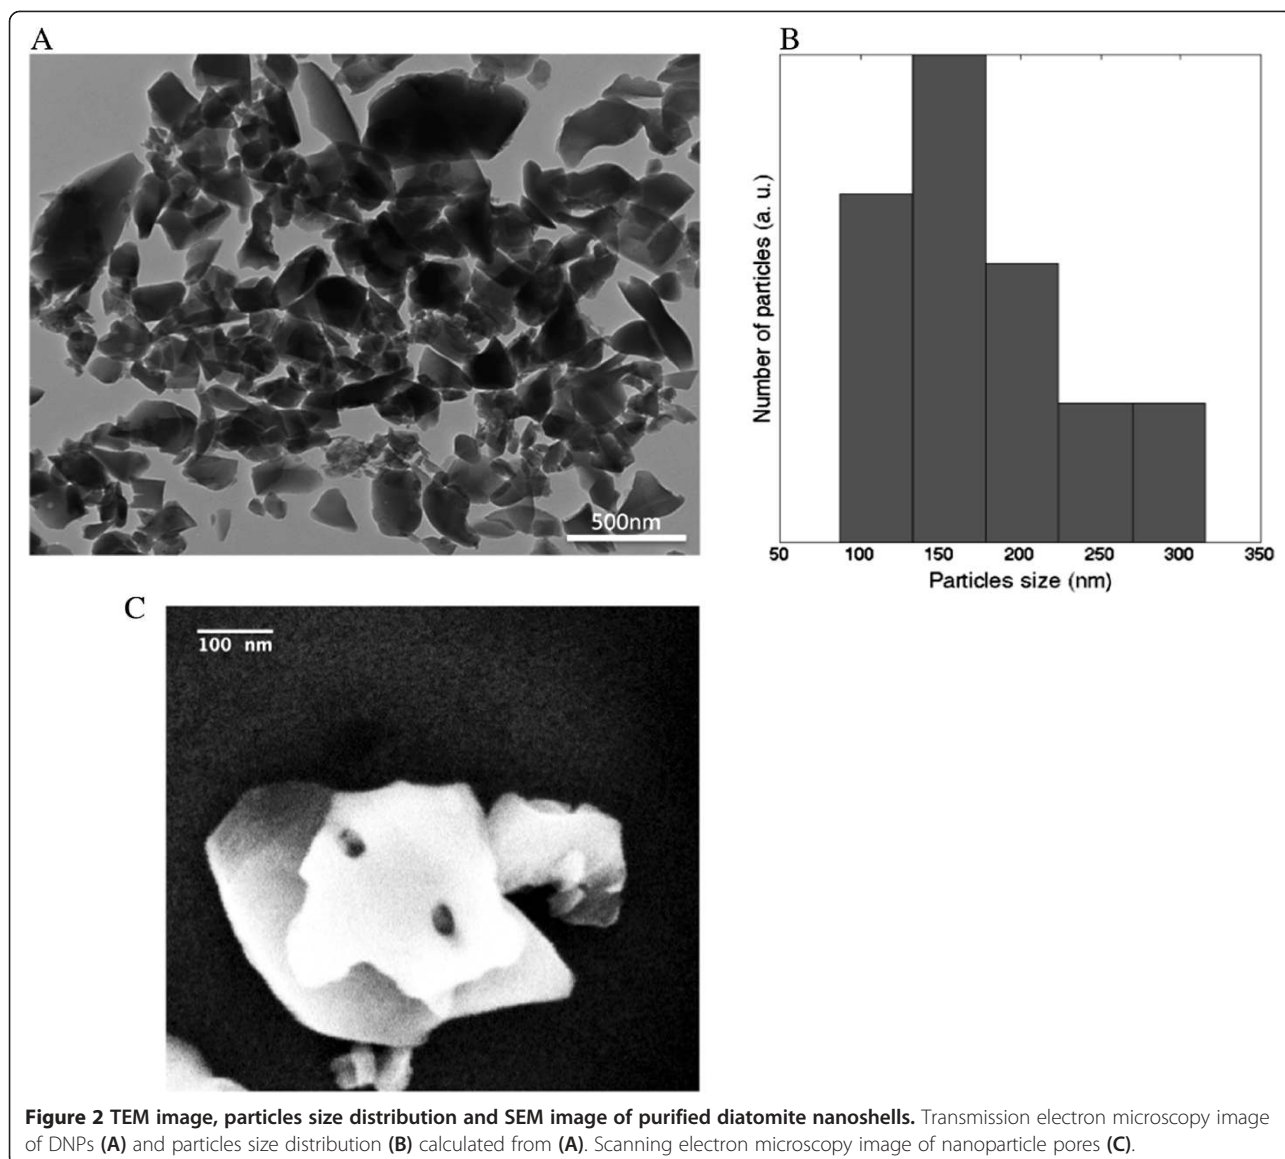 A
500nm
B
Number of particles (a. u.)
50 100 150 200 250 300 350
Particles size (nm)
C
100 nm
Figure 2 TEM image, particles size distribution and SEM image of purified diatomite nanoshells. Transmission electron microscopy image
of DNPs (A) and particles size distribution (B) calculated from (A). Scanning electron microscopy image of nanoparticle pores (C).